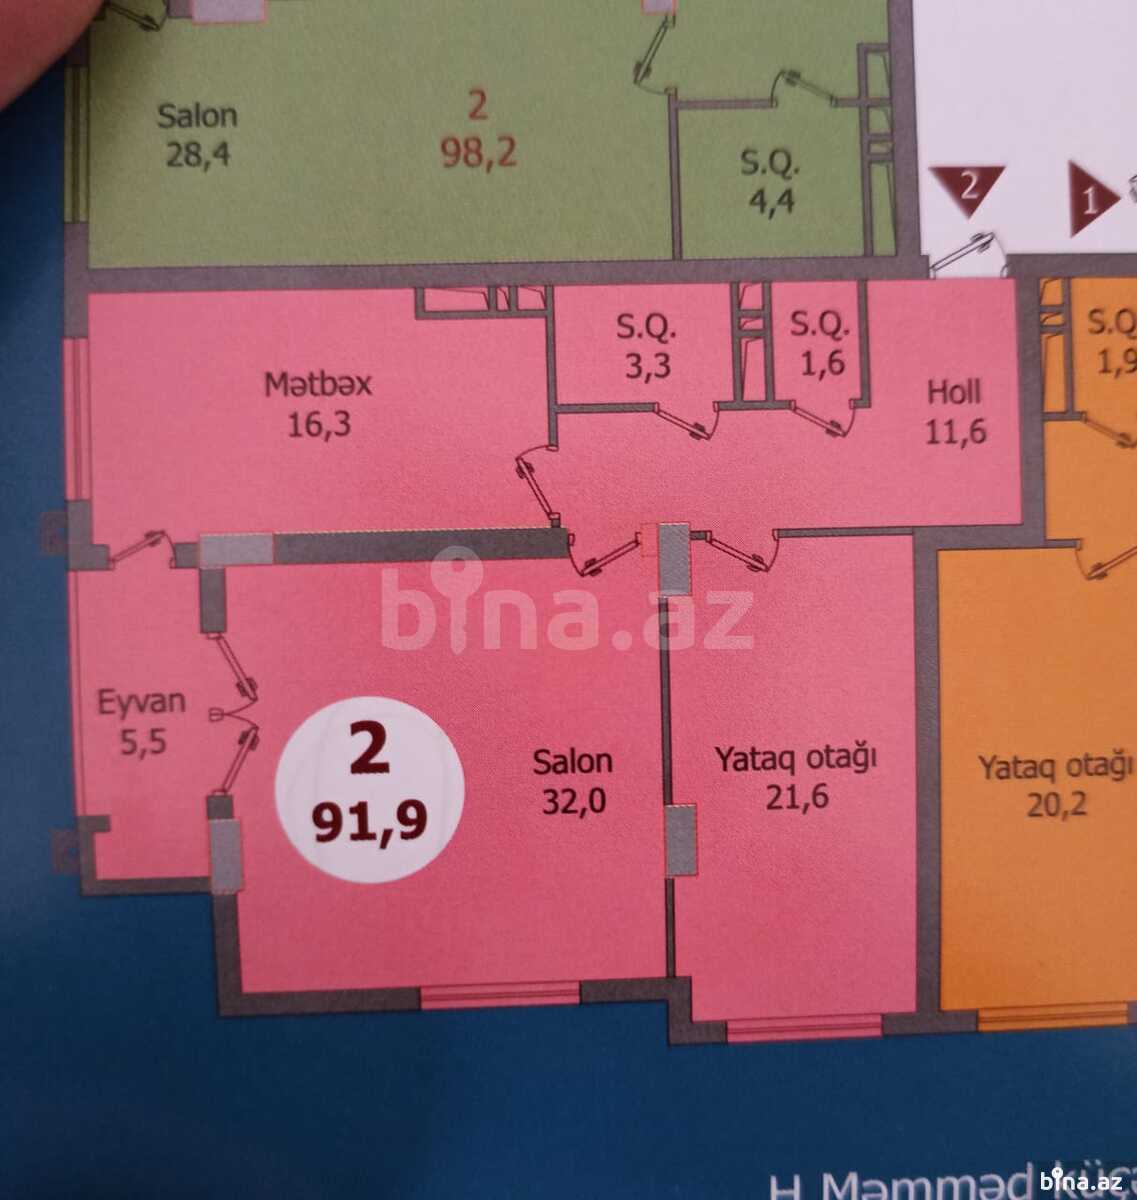 Salon
28,4
2
98,2
S.Q.
4,4
2
1
Mətbəx
16,3
S.Q.
3,3
S.Q.
1,6
Holl
11,6
S.Q
1,9
bina.az
Eyvan
5,5
2
91,9
Salon
32,0
Yataq otağı
21,6
Yataq otağı
20,2
H Məmməd
bina.az